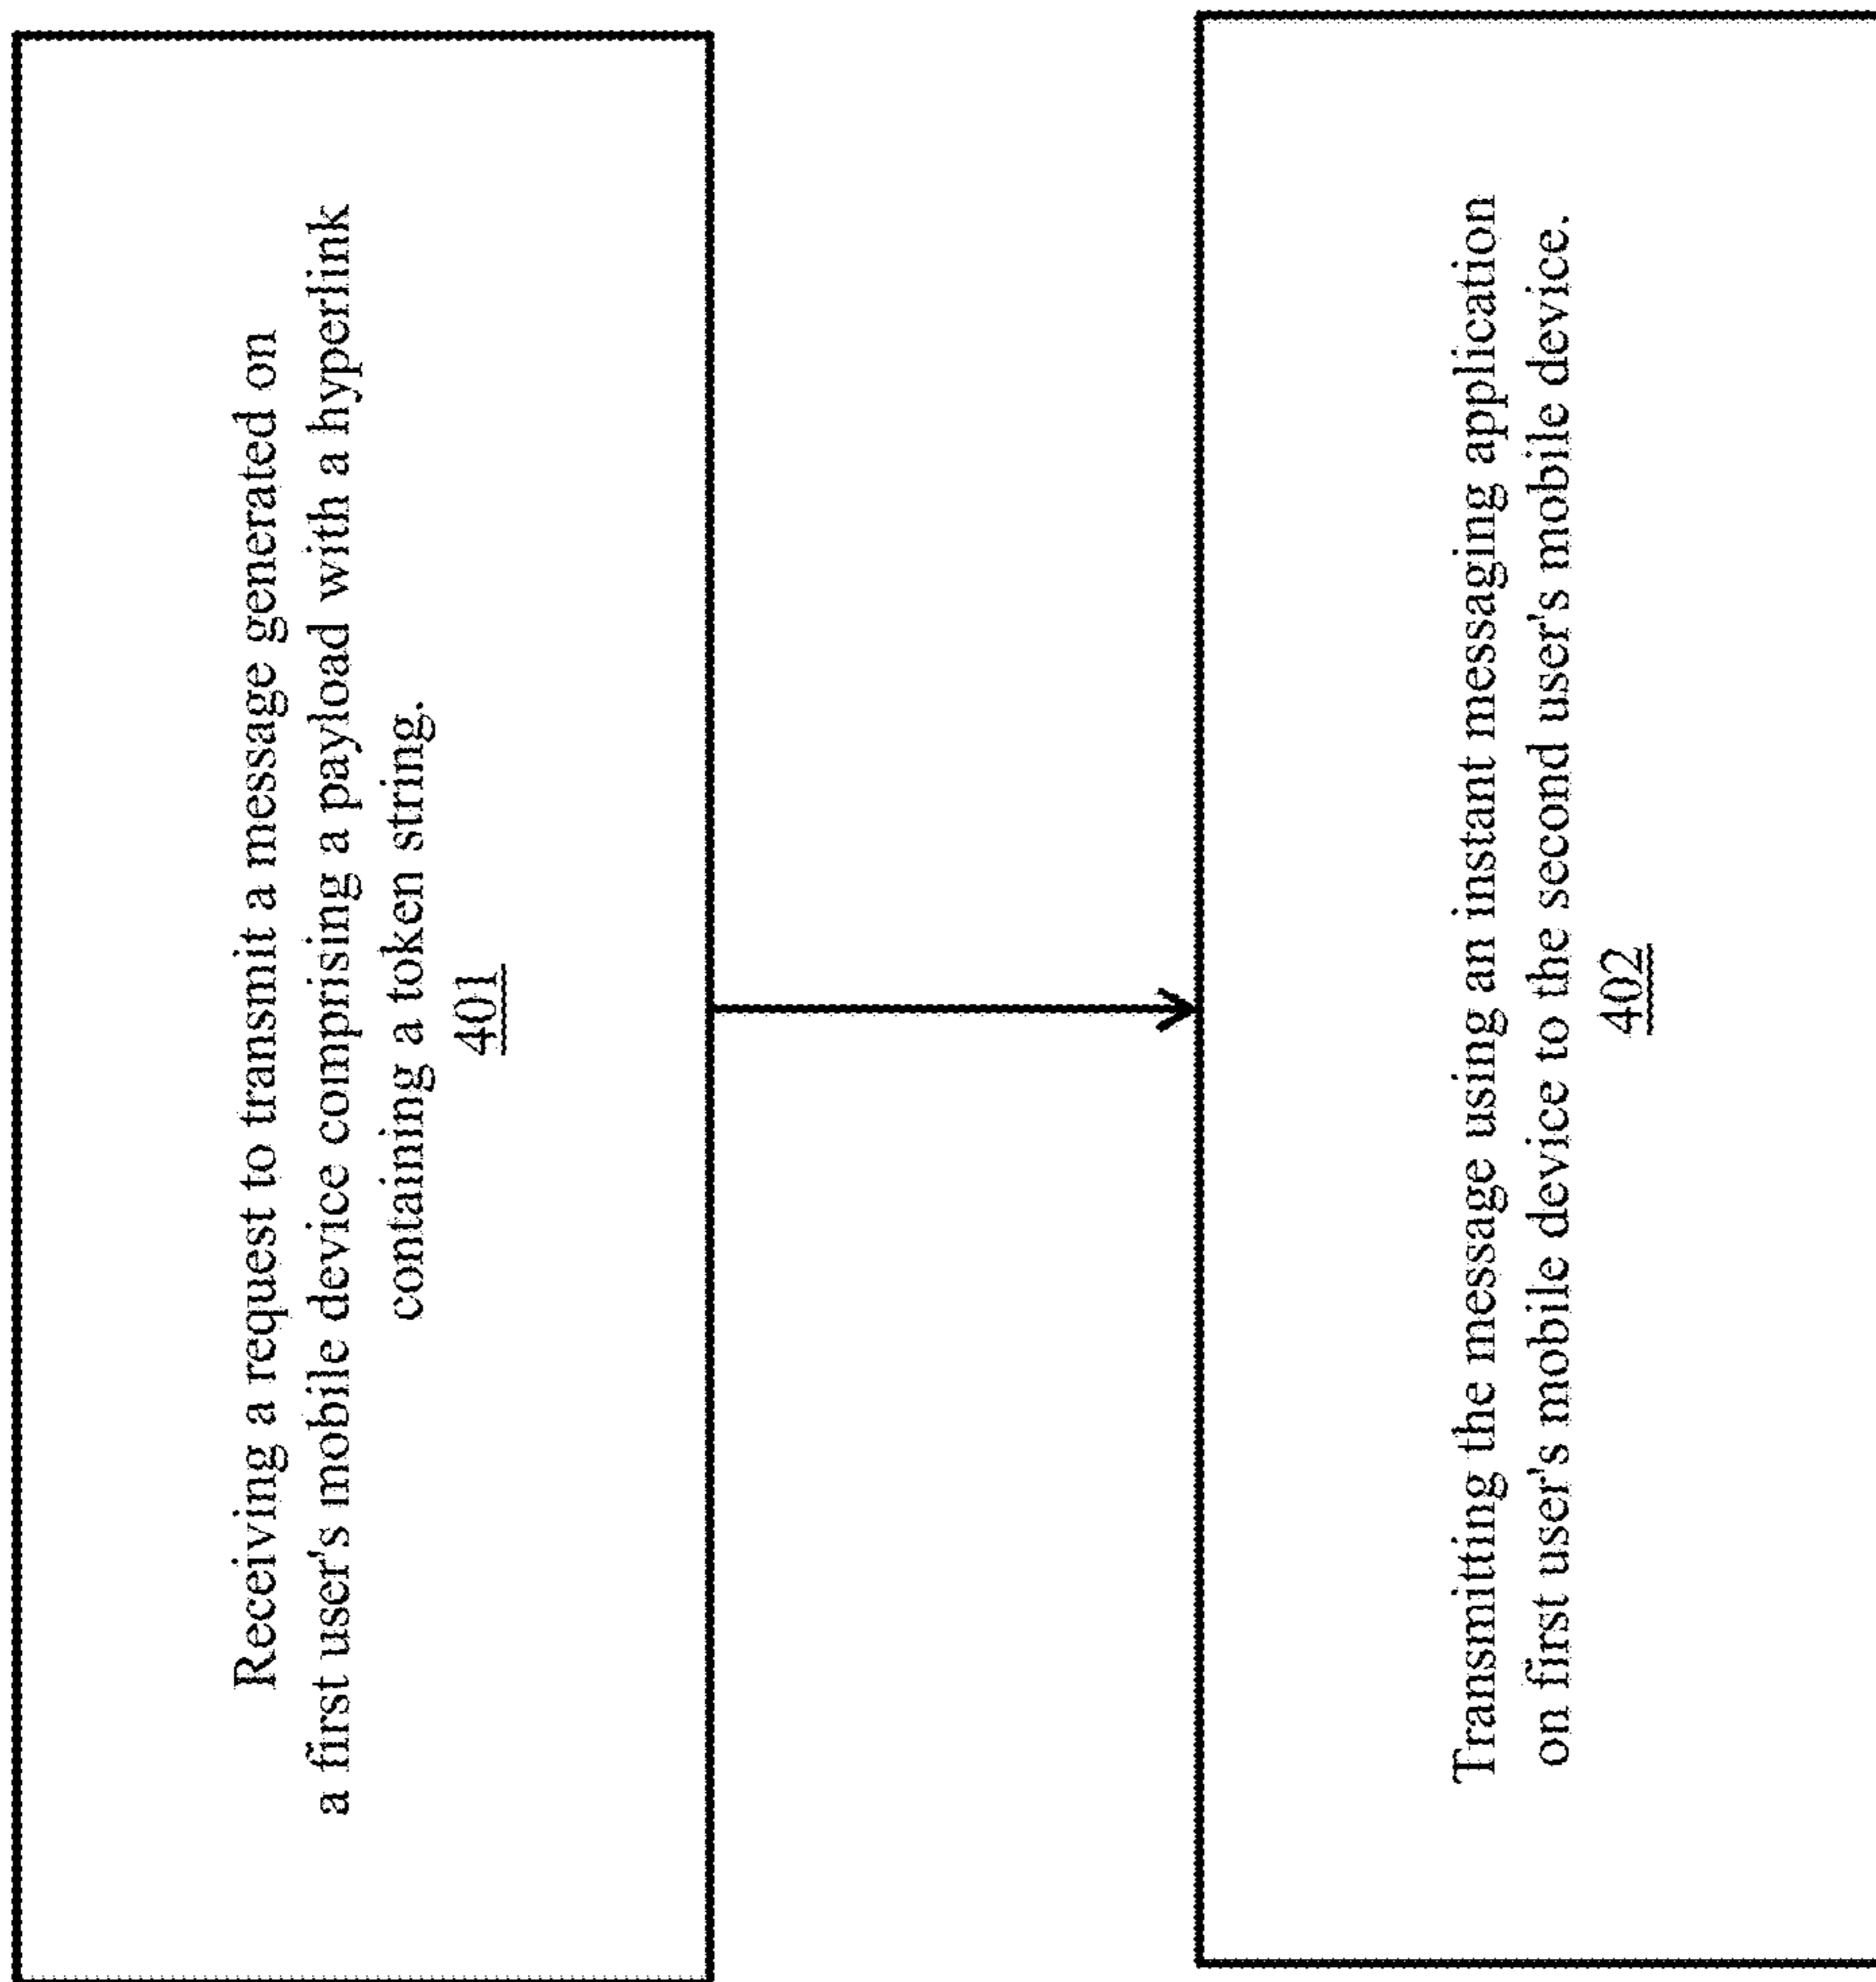 Receiving a request to transmit a message generated on
a first user's mobile device comprising a payload with a hyperlink
containing a token string.
401
Transmitting the message using an instant messaging application
on first user's mobile device to the second user's mobile device.
402